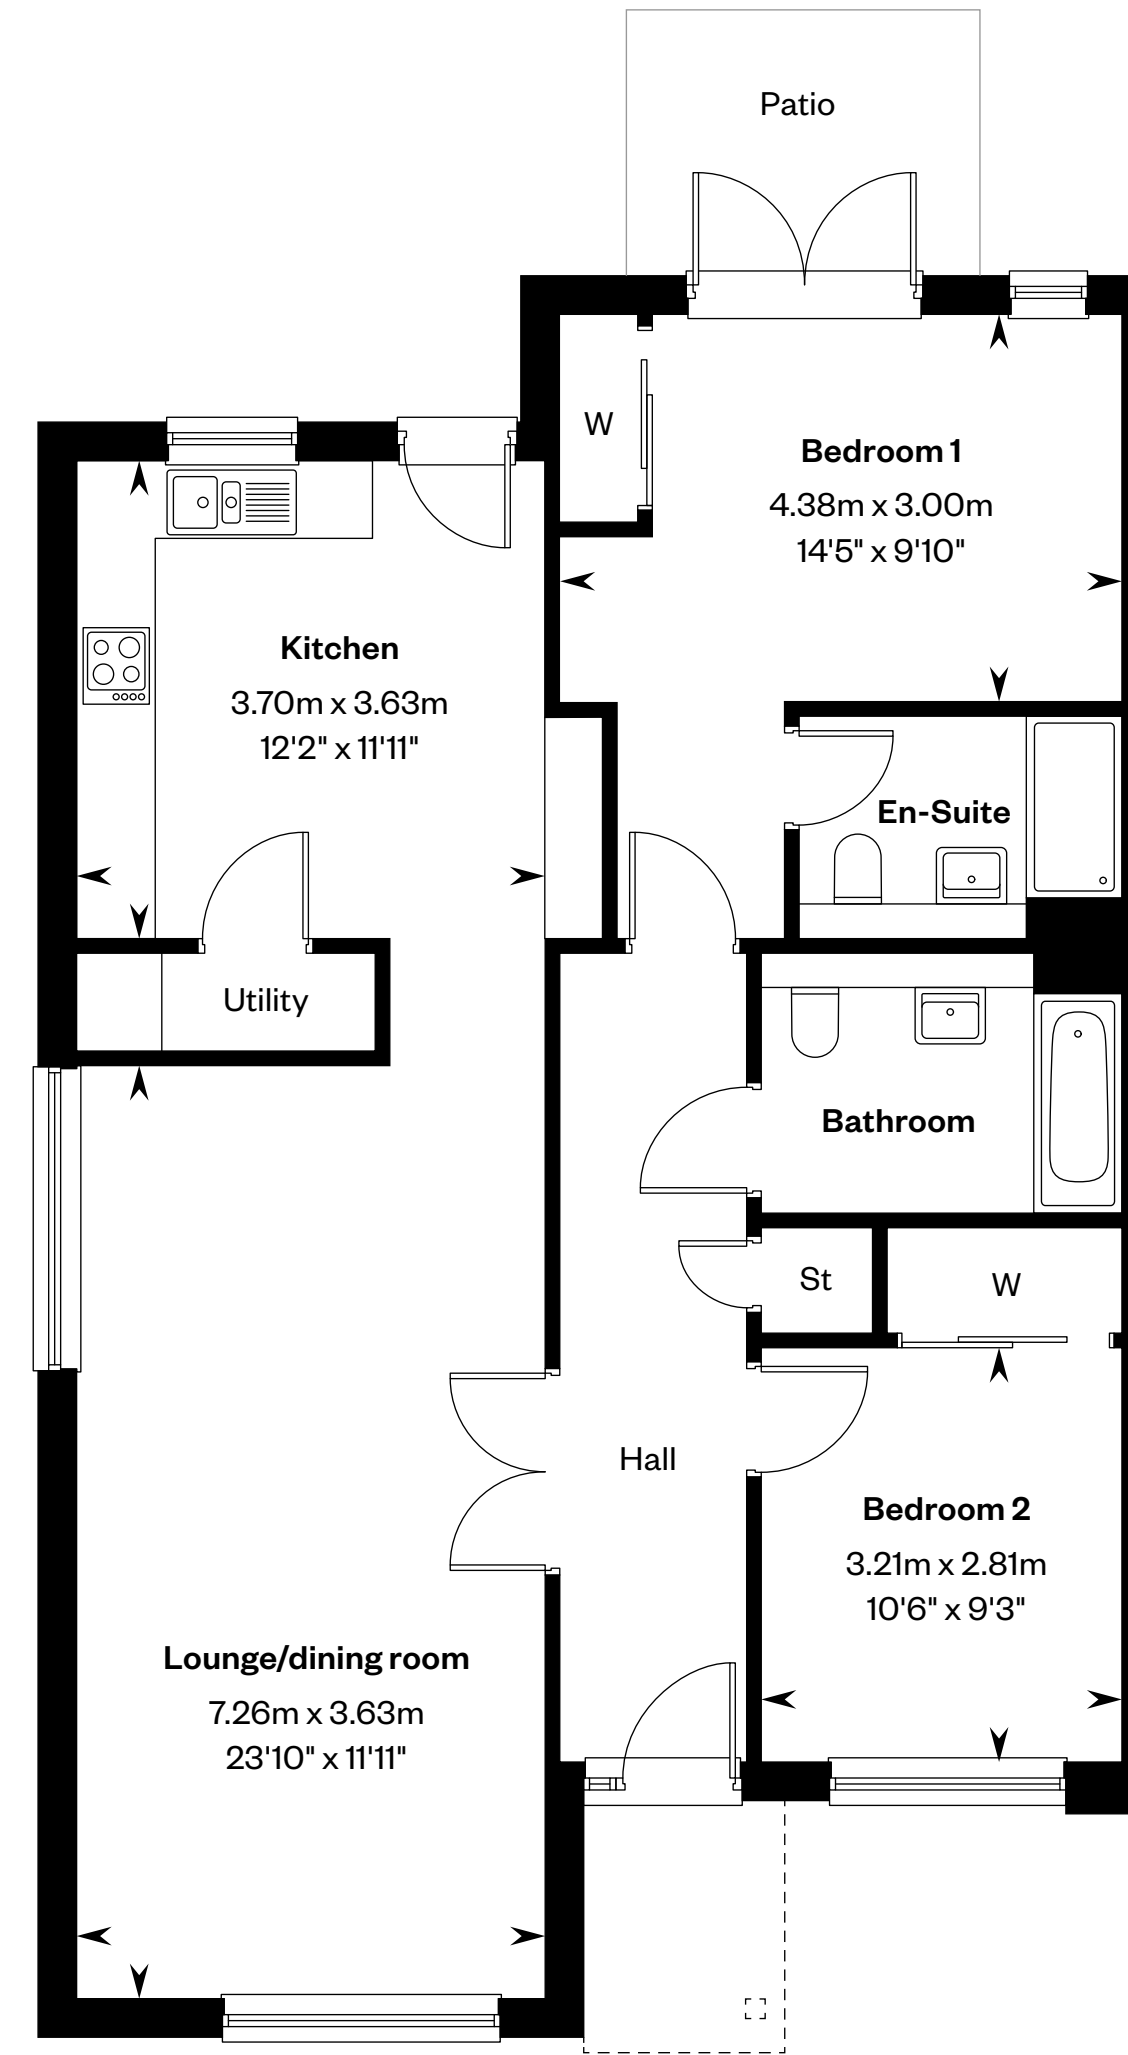 Patio
W
Bedroom 1
4.38m x 3.00m
14'5" x 9'10"
Kitchen
3.70m x 3.63m
12'2" x 11'11"
En-Suite
Utility
Bathroom
St
W
Hall
Bedroom 2
3.21m x 2.81m
10'6" x 9'3"
Lounge/dining room
7.26m x 3.63m
23'10" x 11'11"